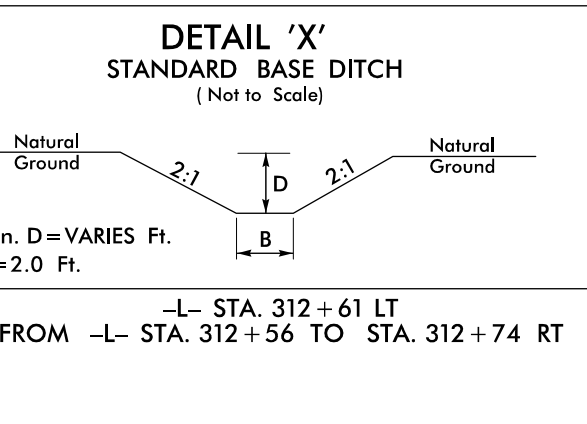 DETAIL 'X'
STANDARD BASE DITCH
( Not to Scale)
Natural
Ground
2:1
D
2:1
Natural
Ground
B
n. D=VARIES Ft.
=2.0 Ft.
-L- STA. 312+61 LT
FROM -L- STA. 312+56 TO STA. 312+74 RT